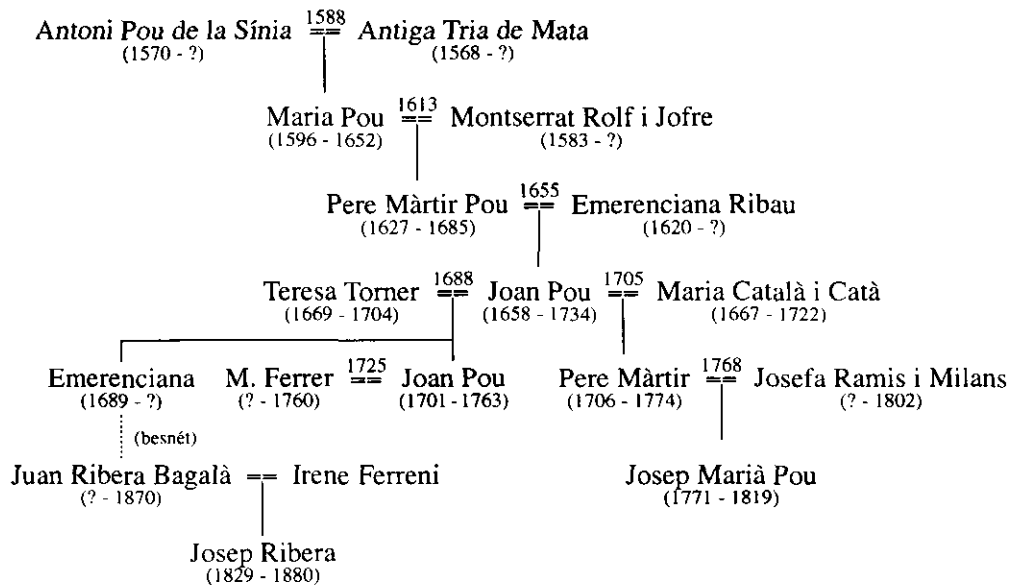 1588
Antoni Pou de la Sínia == Antiga Tria de Mata
(1570 - ?) (1568 - ?)
1613
Maria Pou == Montserrat Rolf i Jofre
(1596 - 1652) (1583 - ?)
1655
Pere Màrtir Pou == Emerenciana Ribau
(1627 - 1685) (1620 - ?)
1688 1705
Teresa Torner == Joan Pou == Maria Català i Catà
(1669 - 1704) (1658 - 1734) (1667 - 1722)
1725 1768
Emerenciana M. Ferrer == Joan Pou Pere Màrtir == Josefa Ramis i Milans
(1689 - ?) (? - 1760) (1701 - 1763) (1706 - 1774) (? - 1802)
(besnét)
Juan Ribera Bagalà == Irene Ferreni Josep Marià Pou
(? - 1870) (1771 - 1819)
Josep Ribera
(1829 - 1880)